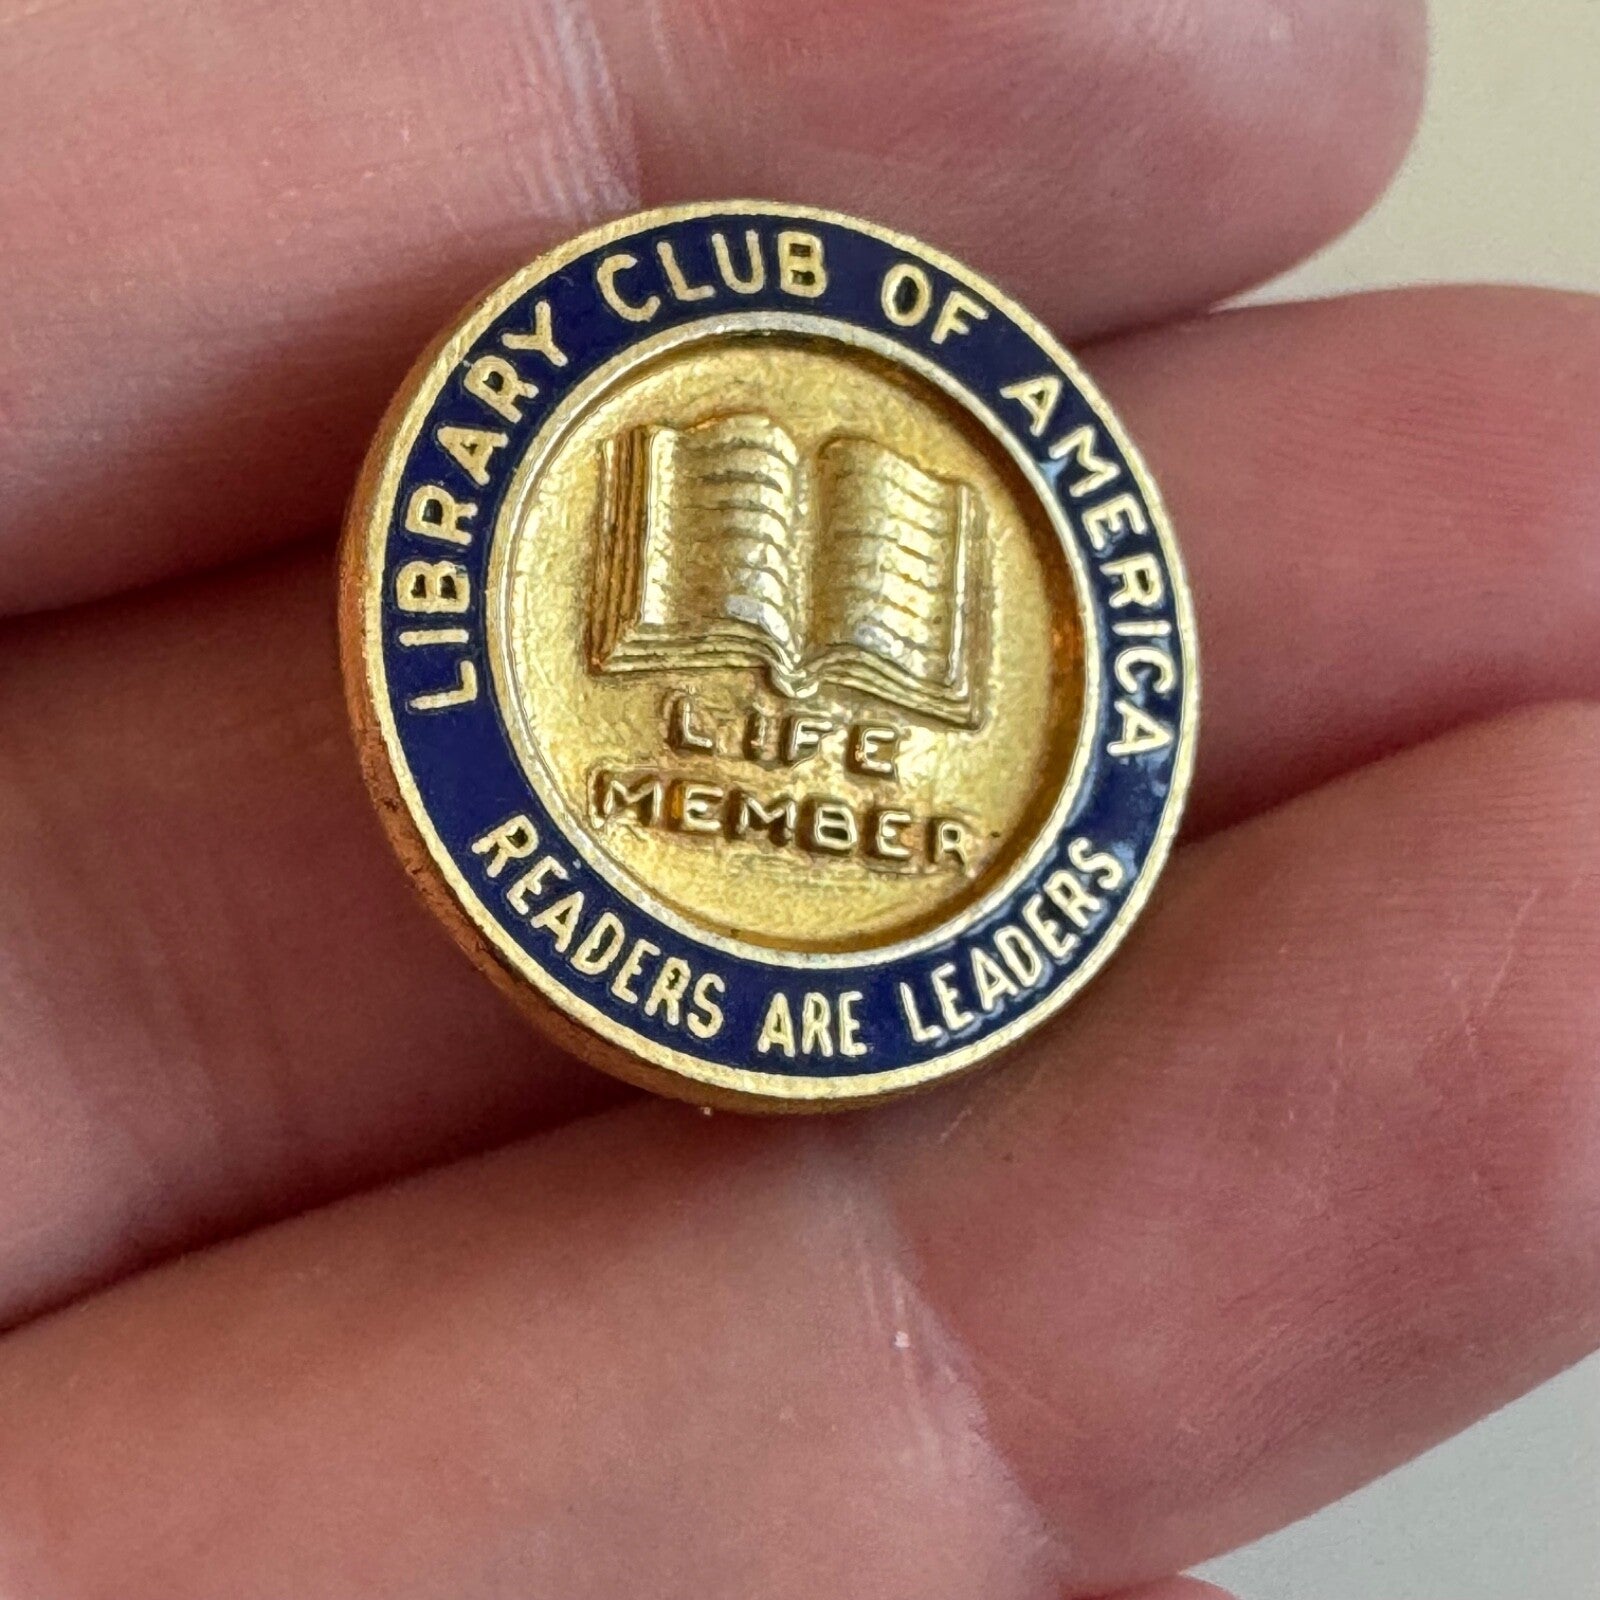 LIBRARY CLUB OF AMERICA
LIFE
MEMBER
READERS ARE LEADERS